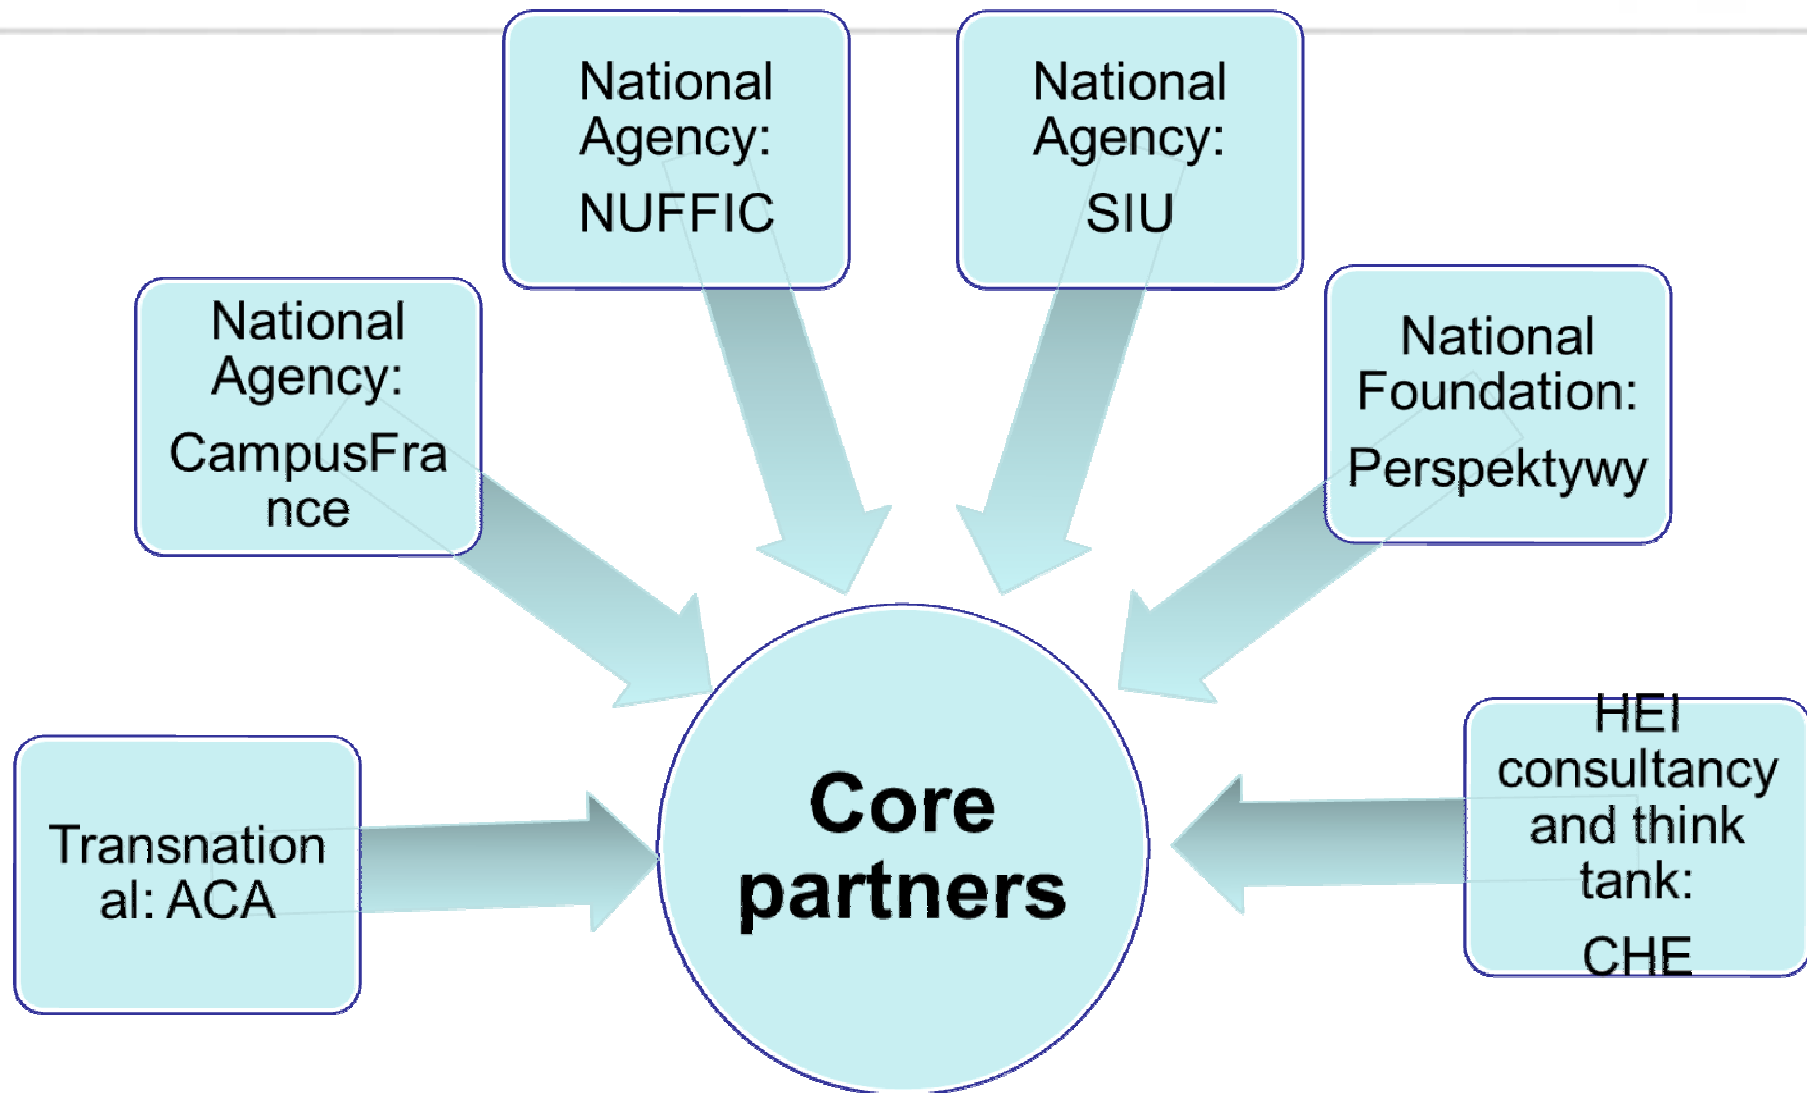 National
Agency:
NUFFIC
National
Agency:
SIU
National
Agency:
CampusFra
nce
National
Foundation:
Perspektywy
Transnation
al: ACA
Core
partners
HEI
consultancy
and think
tank:
CHE